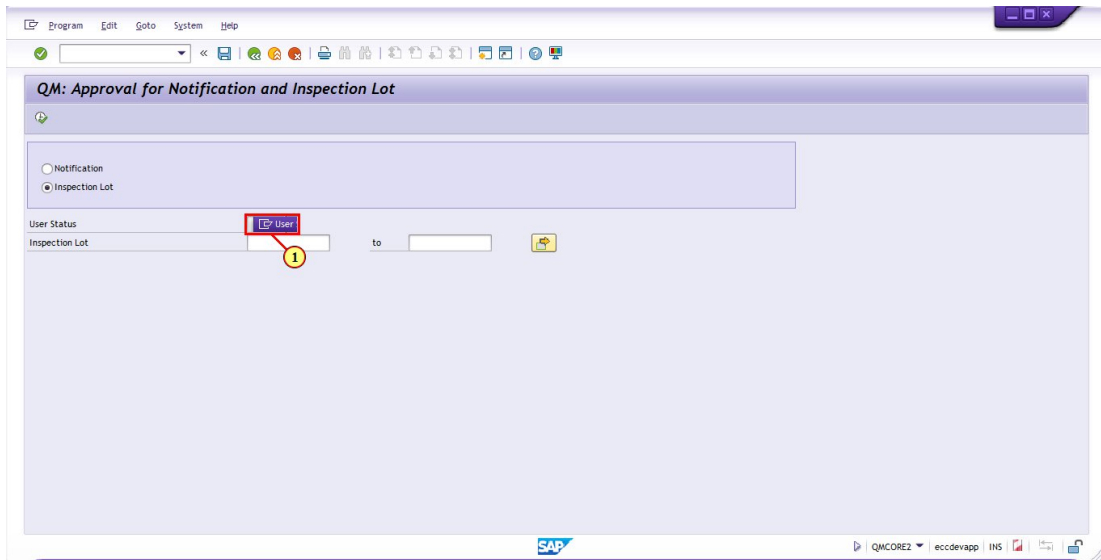 Program Edit Goto System Help
QM: Approval for Notification and Inspection Lot
Notification
Inspection Lot
User Status User
Inspection Lot to
1
SAP QMCORE2 eccdevapp INS